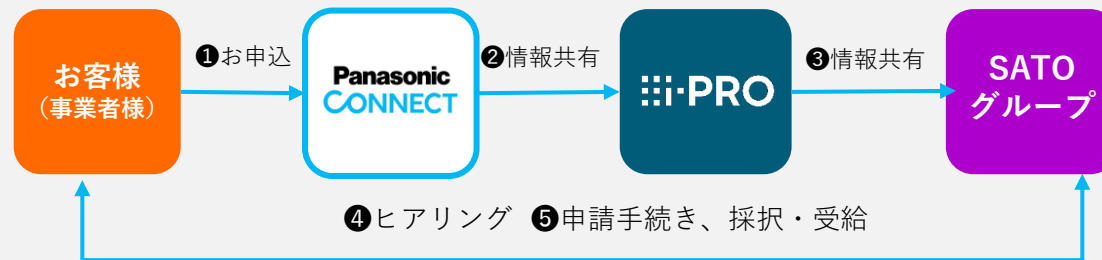 お客様
（事業者様）
❶お申込
Panasonic
CONNECT
❷情報共有
i-PRO
❸情報共有
SATO
グループ
❹ヒアリング ❺申請手続き、採択・受給